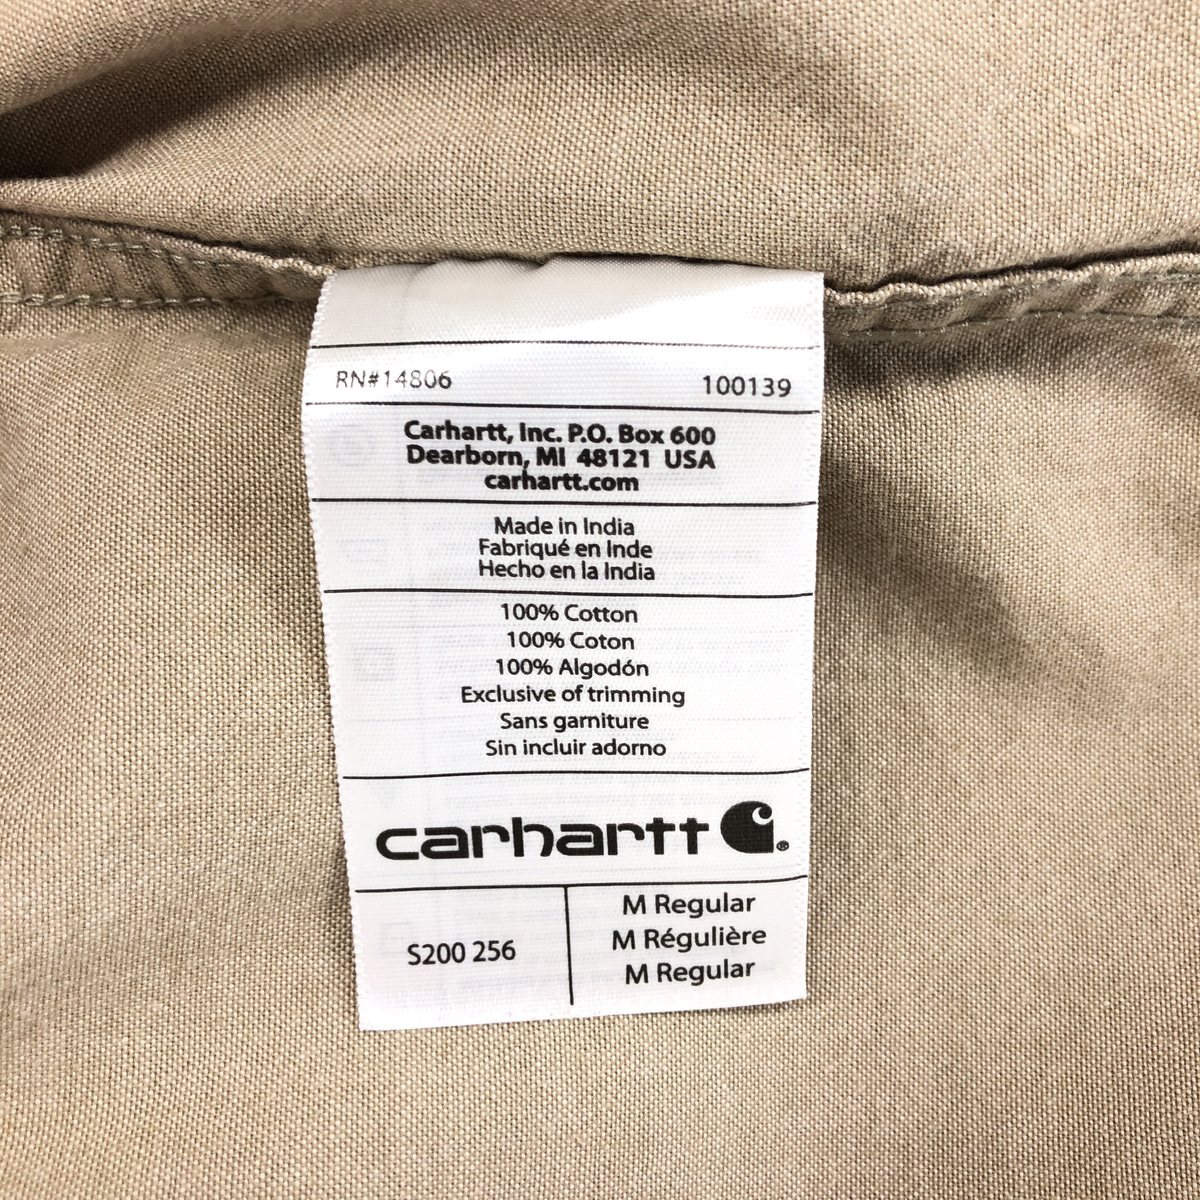 RN#14806 100139
Carhartt, Inc. P.O. Box 600
Dearborn, MI 48121 USA
carhartt.com
Made in India
Fabriqué en Inde
Hecho en la India
100% Cotton
100% Coton
100% Algodón
Exclusive of trimming
Sans garniture
Sin incluir adorno
carhartt
S200 256
M Regular
M Régulière
M Regular